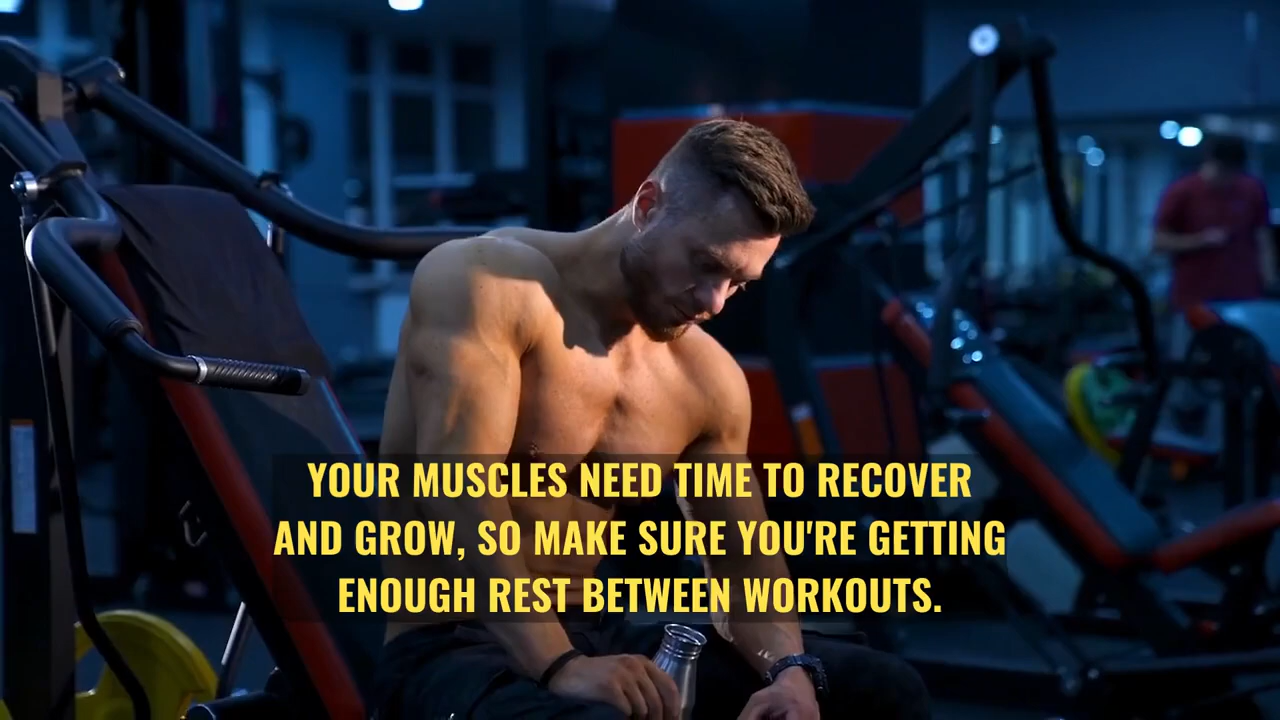 YOUR MUSCLES NEED TIME TO RECOVER
AND GROW, SO MAKE SURE YOU'RE GETTING
ENOUGH REST BETWEEN WORKOUTS.